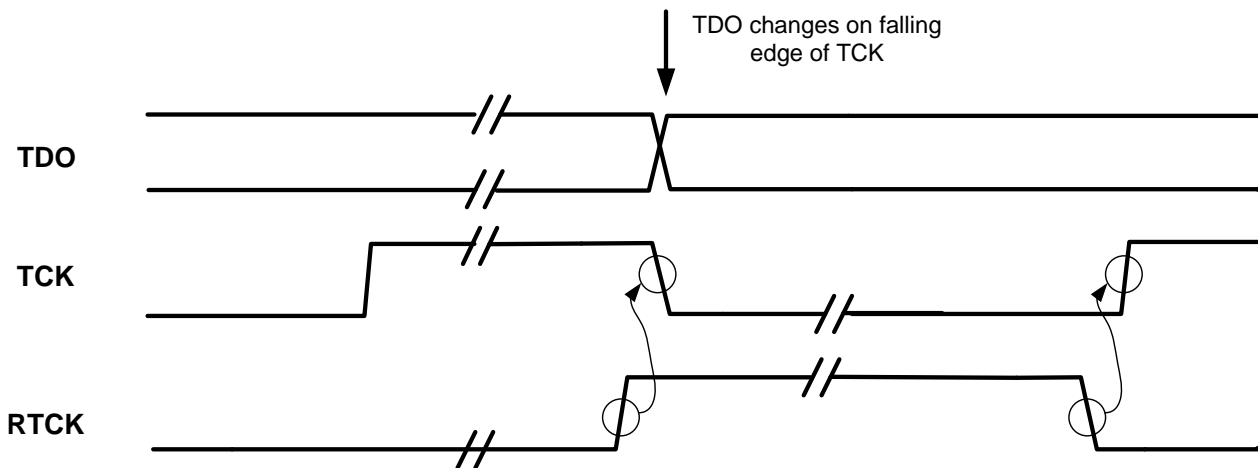 TDO changes on falling
edge of TCK
TDO
TCK
RTCK